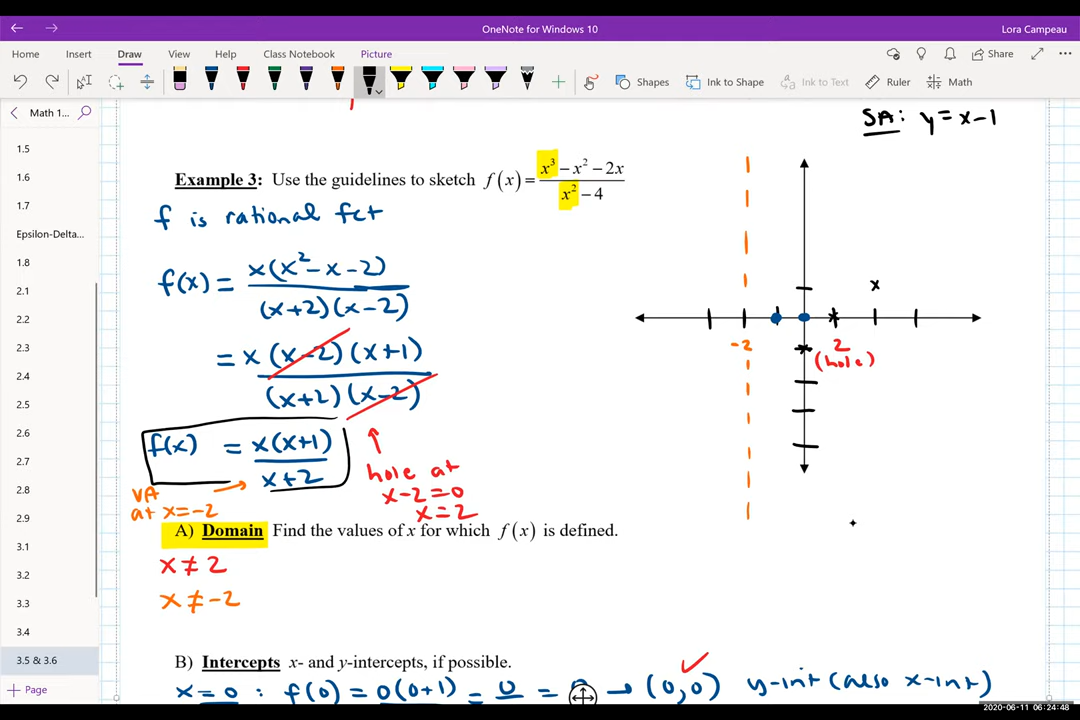 OneNote for Windows 10
Lora Campeau
Home Insert Draw View Help Class Notebook Picture
Share
Shapes Ink to Shape Ink to Text Ruler Math
Math 1...
1.5
1.6
1.7
Epsilon-Delta...
1.8
2.1
2.2
2.3
2.4
2.5
2.6
2.7
2.8
2.9
3.1
3.2
3.3
3.4
3.5 & 3.6
Page
SA: y = x-1
Example 3: Use the guidelines to sketch f(x) = (x³ − x² − 2x)/(x² − 4)
f is rational fct
f(x) = x(x²-x-2)/((x+2)(x-2))
= x(x-2)(x+1)/((x+2)(x-2))
f(x) = x(x+1)/(x+2)
VA
at x=-2
hole at
x-2=0
x=2
-2
2
(hole)
A) Domain Find the values of x for which f(x) is defined.
x≠2
x≠-2
B) Intercepts x- and y-intercepts, if possible.
x=0 : f(0) = 0(0+1) = 0 = → (0,0) y-int (also x-int)
2020-06-11 06:24:48